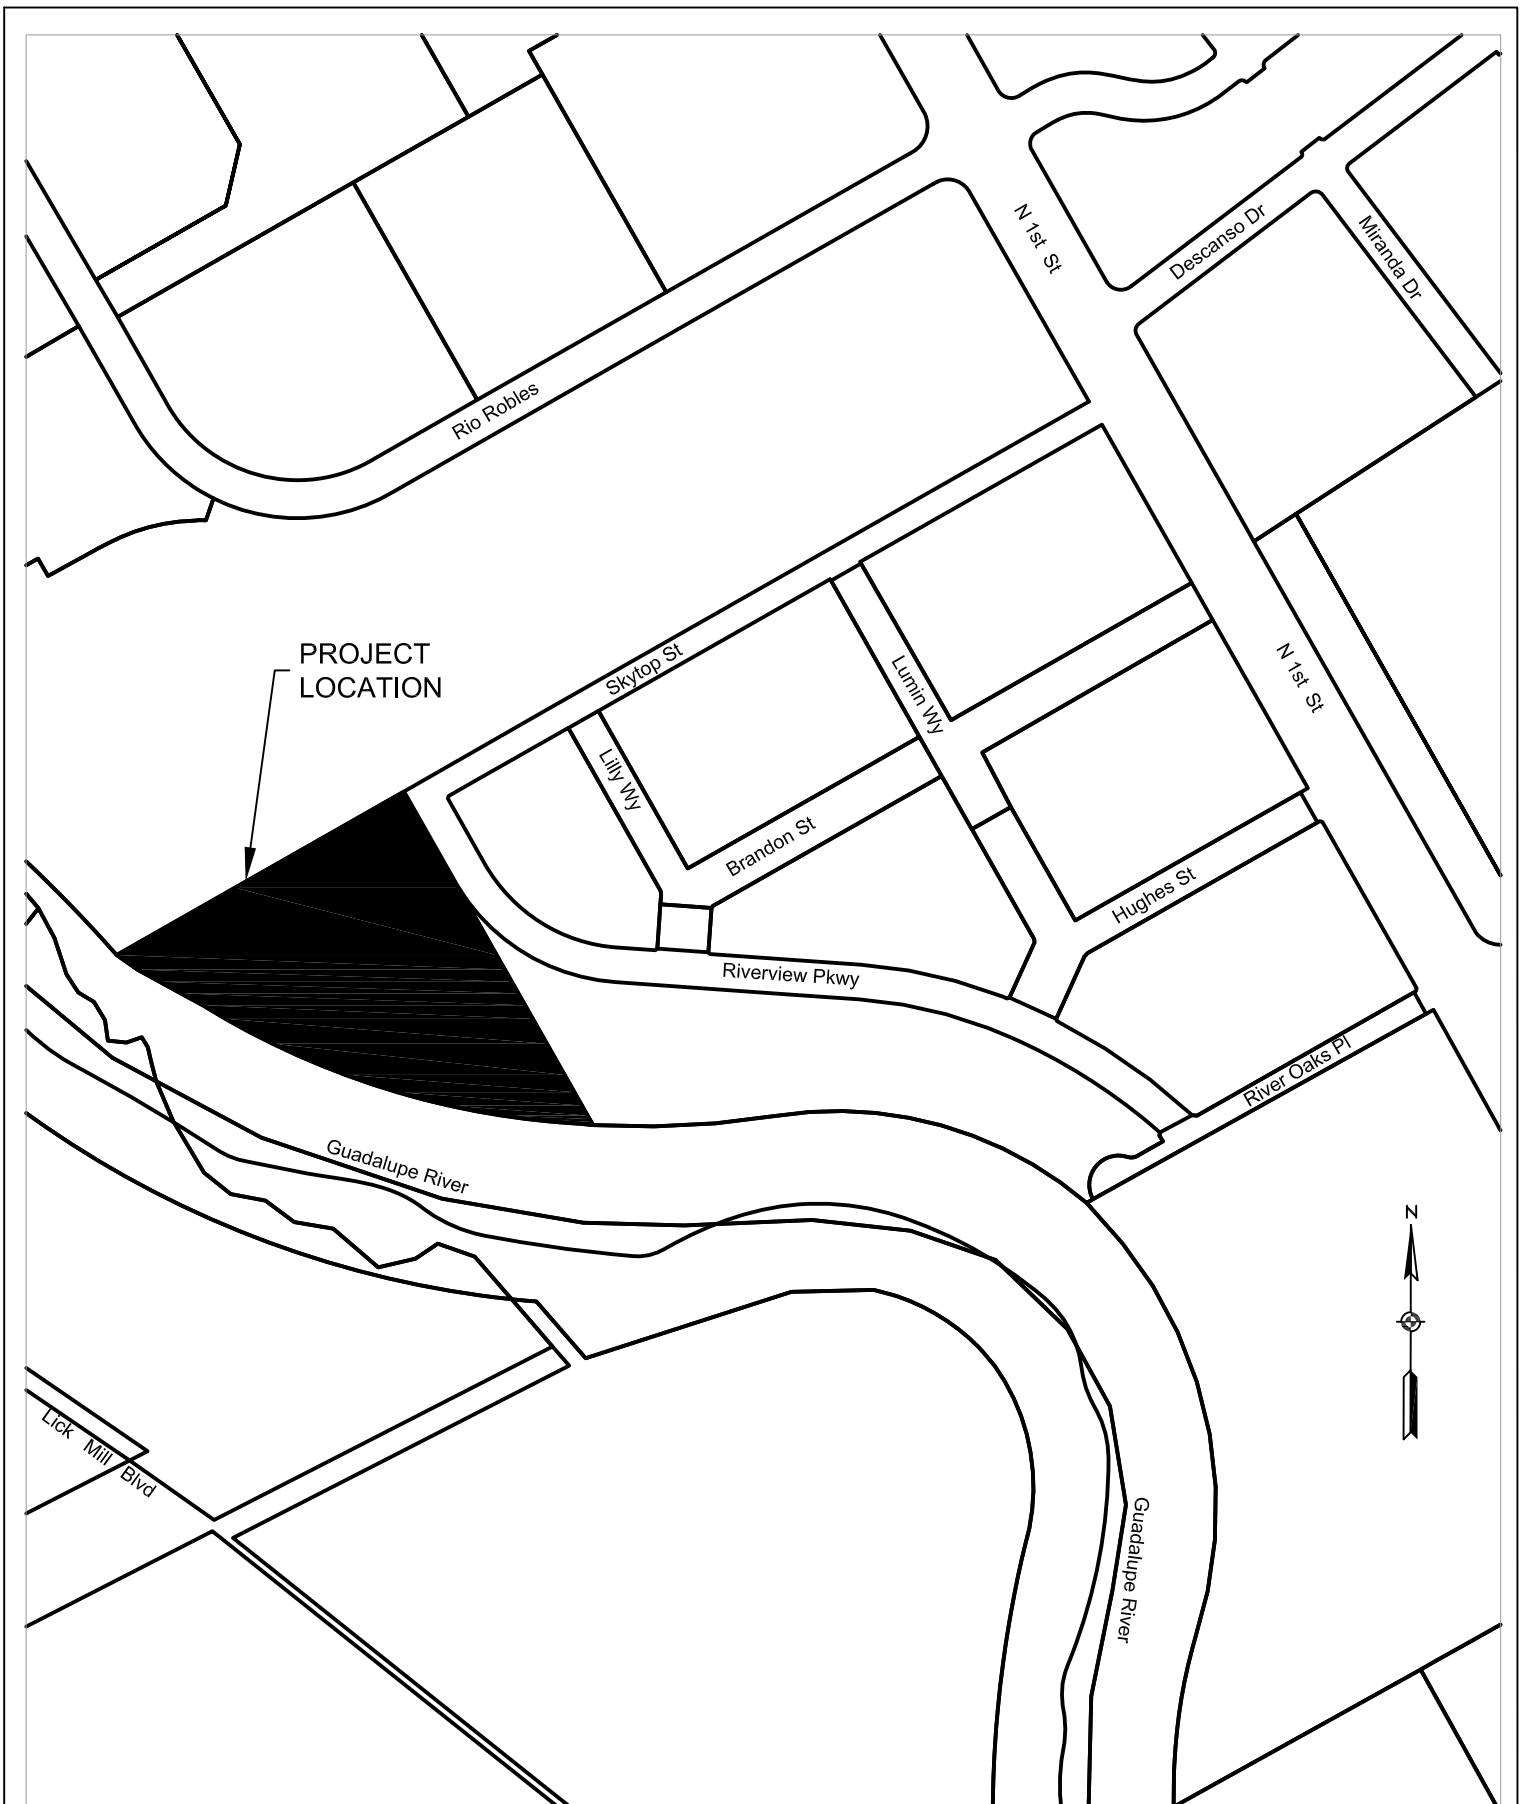 N 1st St
Descanso Dr
Miranda Dr
Rio Robles
PROJECT
LOCATION
Skytop St
Lumin Wy
N 1st St
Lilly Wy
Brandon St
Hughes St
Riverview Pkwy
River Oaks Pl
Guadalupe River
N
Lick Mill Blvd
Guadalupe River